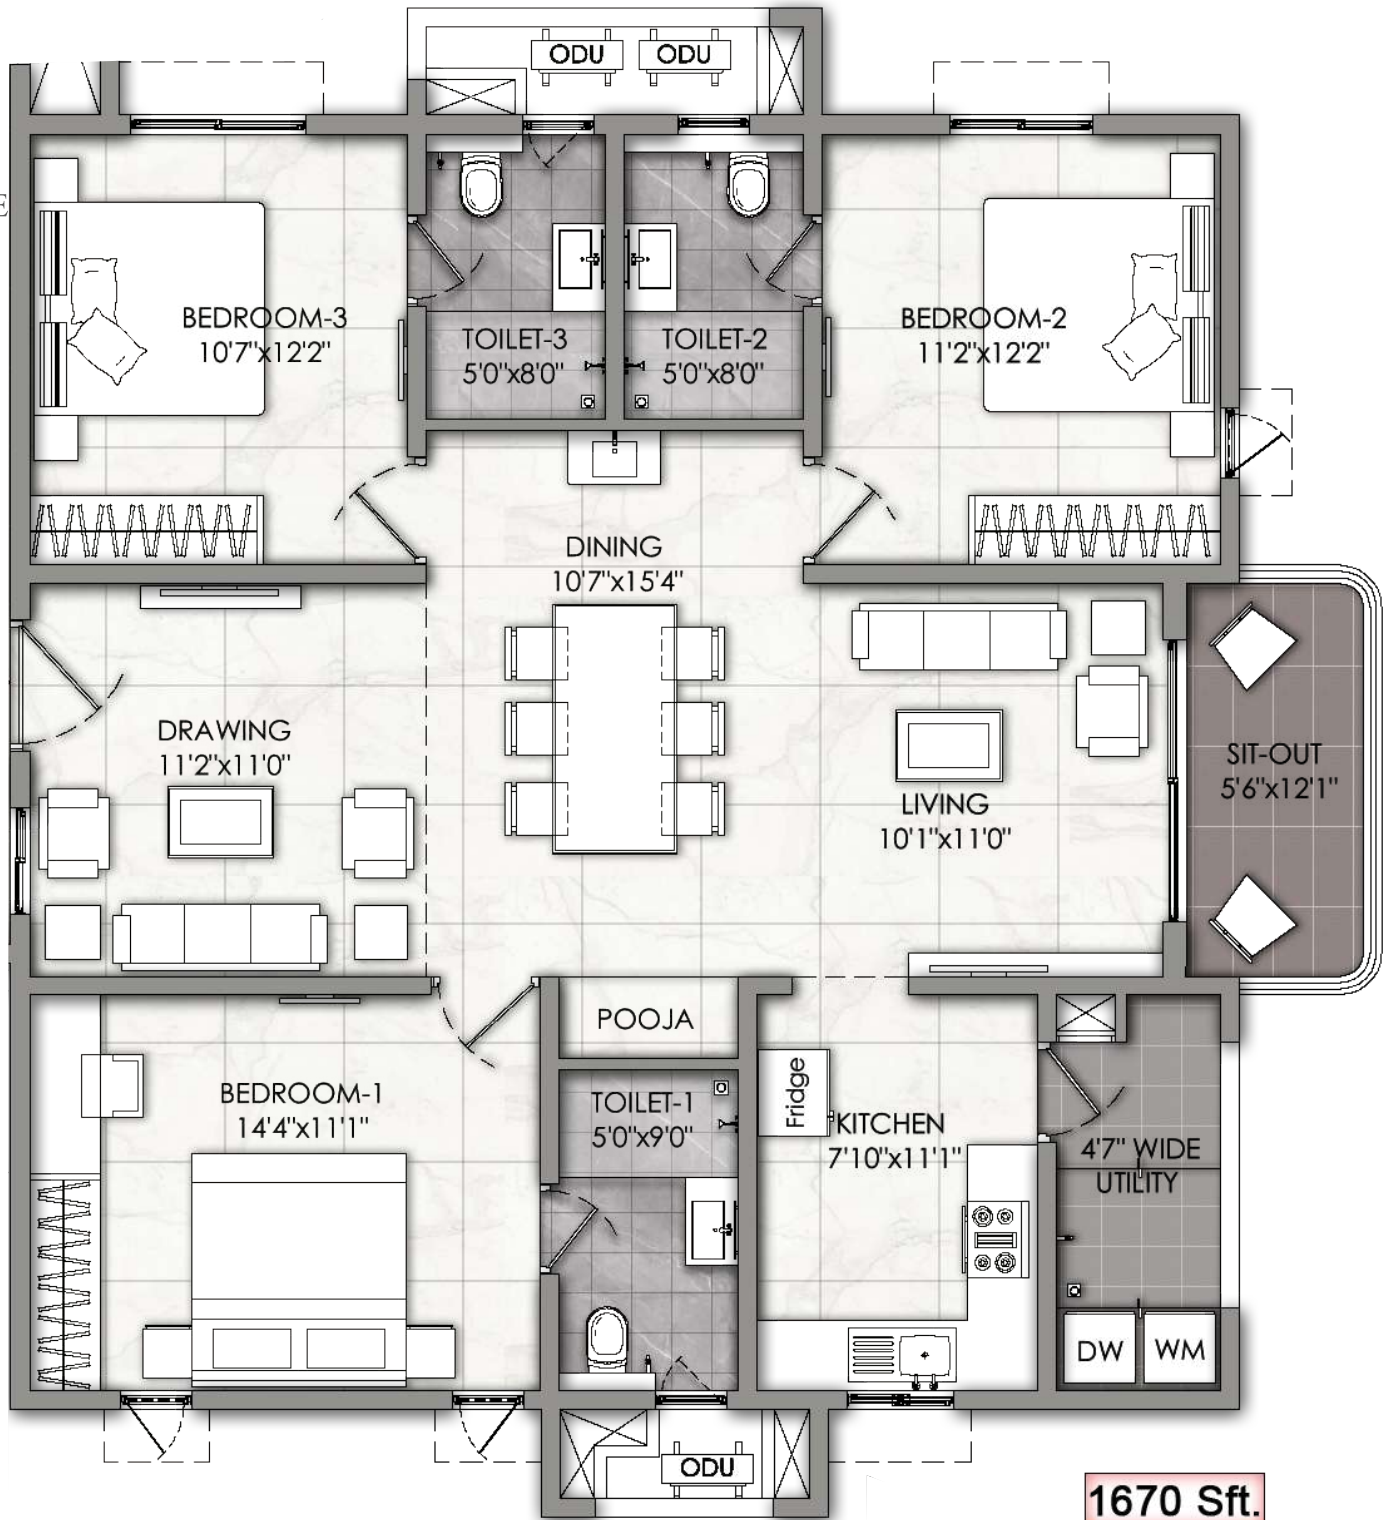 ODU
ODU
E
BEDROOM-3
10'7"x12'2"
TOILET-3
5'0"x8'0"
TOILET-2
5'0"x8'0"
BEDROOM-2
11'2"x12'2"
DINING
10'7"x15'4"
DRAWING
11'2"x11'0"
LIVING
10'1"x11'0"
SIT-OUT
5'6"x12'1"
POOJA
BEDROOM-1
14'4"x11'1"
TOILET-1
5'0"x9'0"
Fridge
KITCHEN
7'10"x11'1"
4'7" WIDE
UTILITY
DW
WM
ODU
1670 Sft.